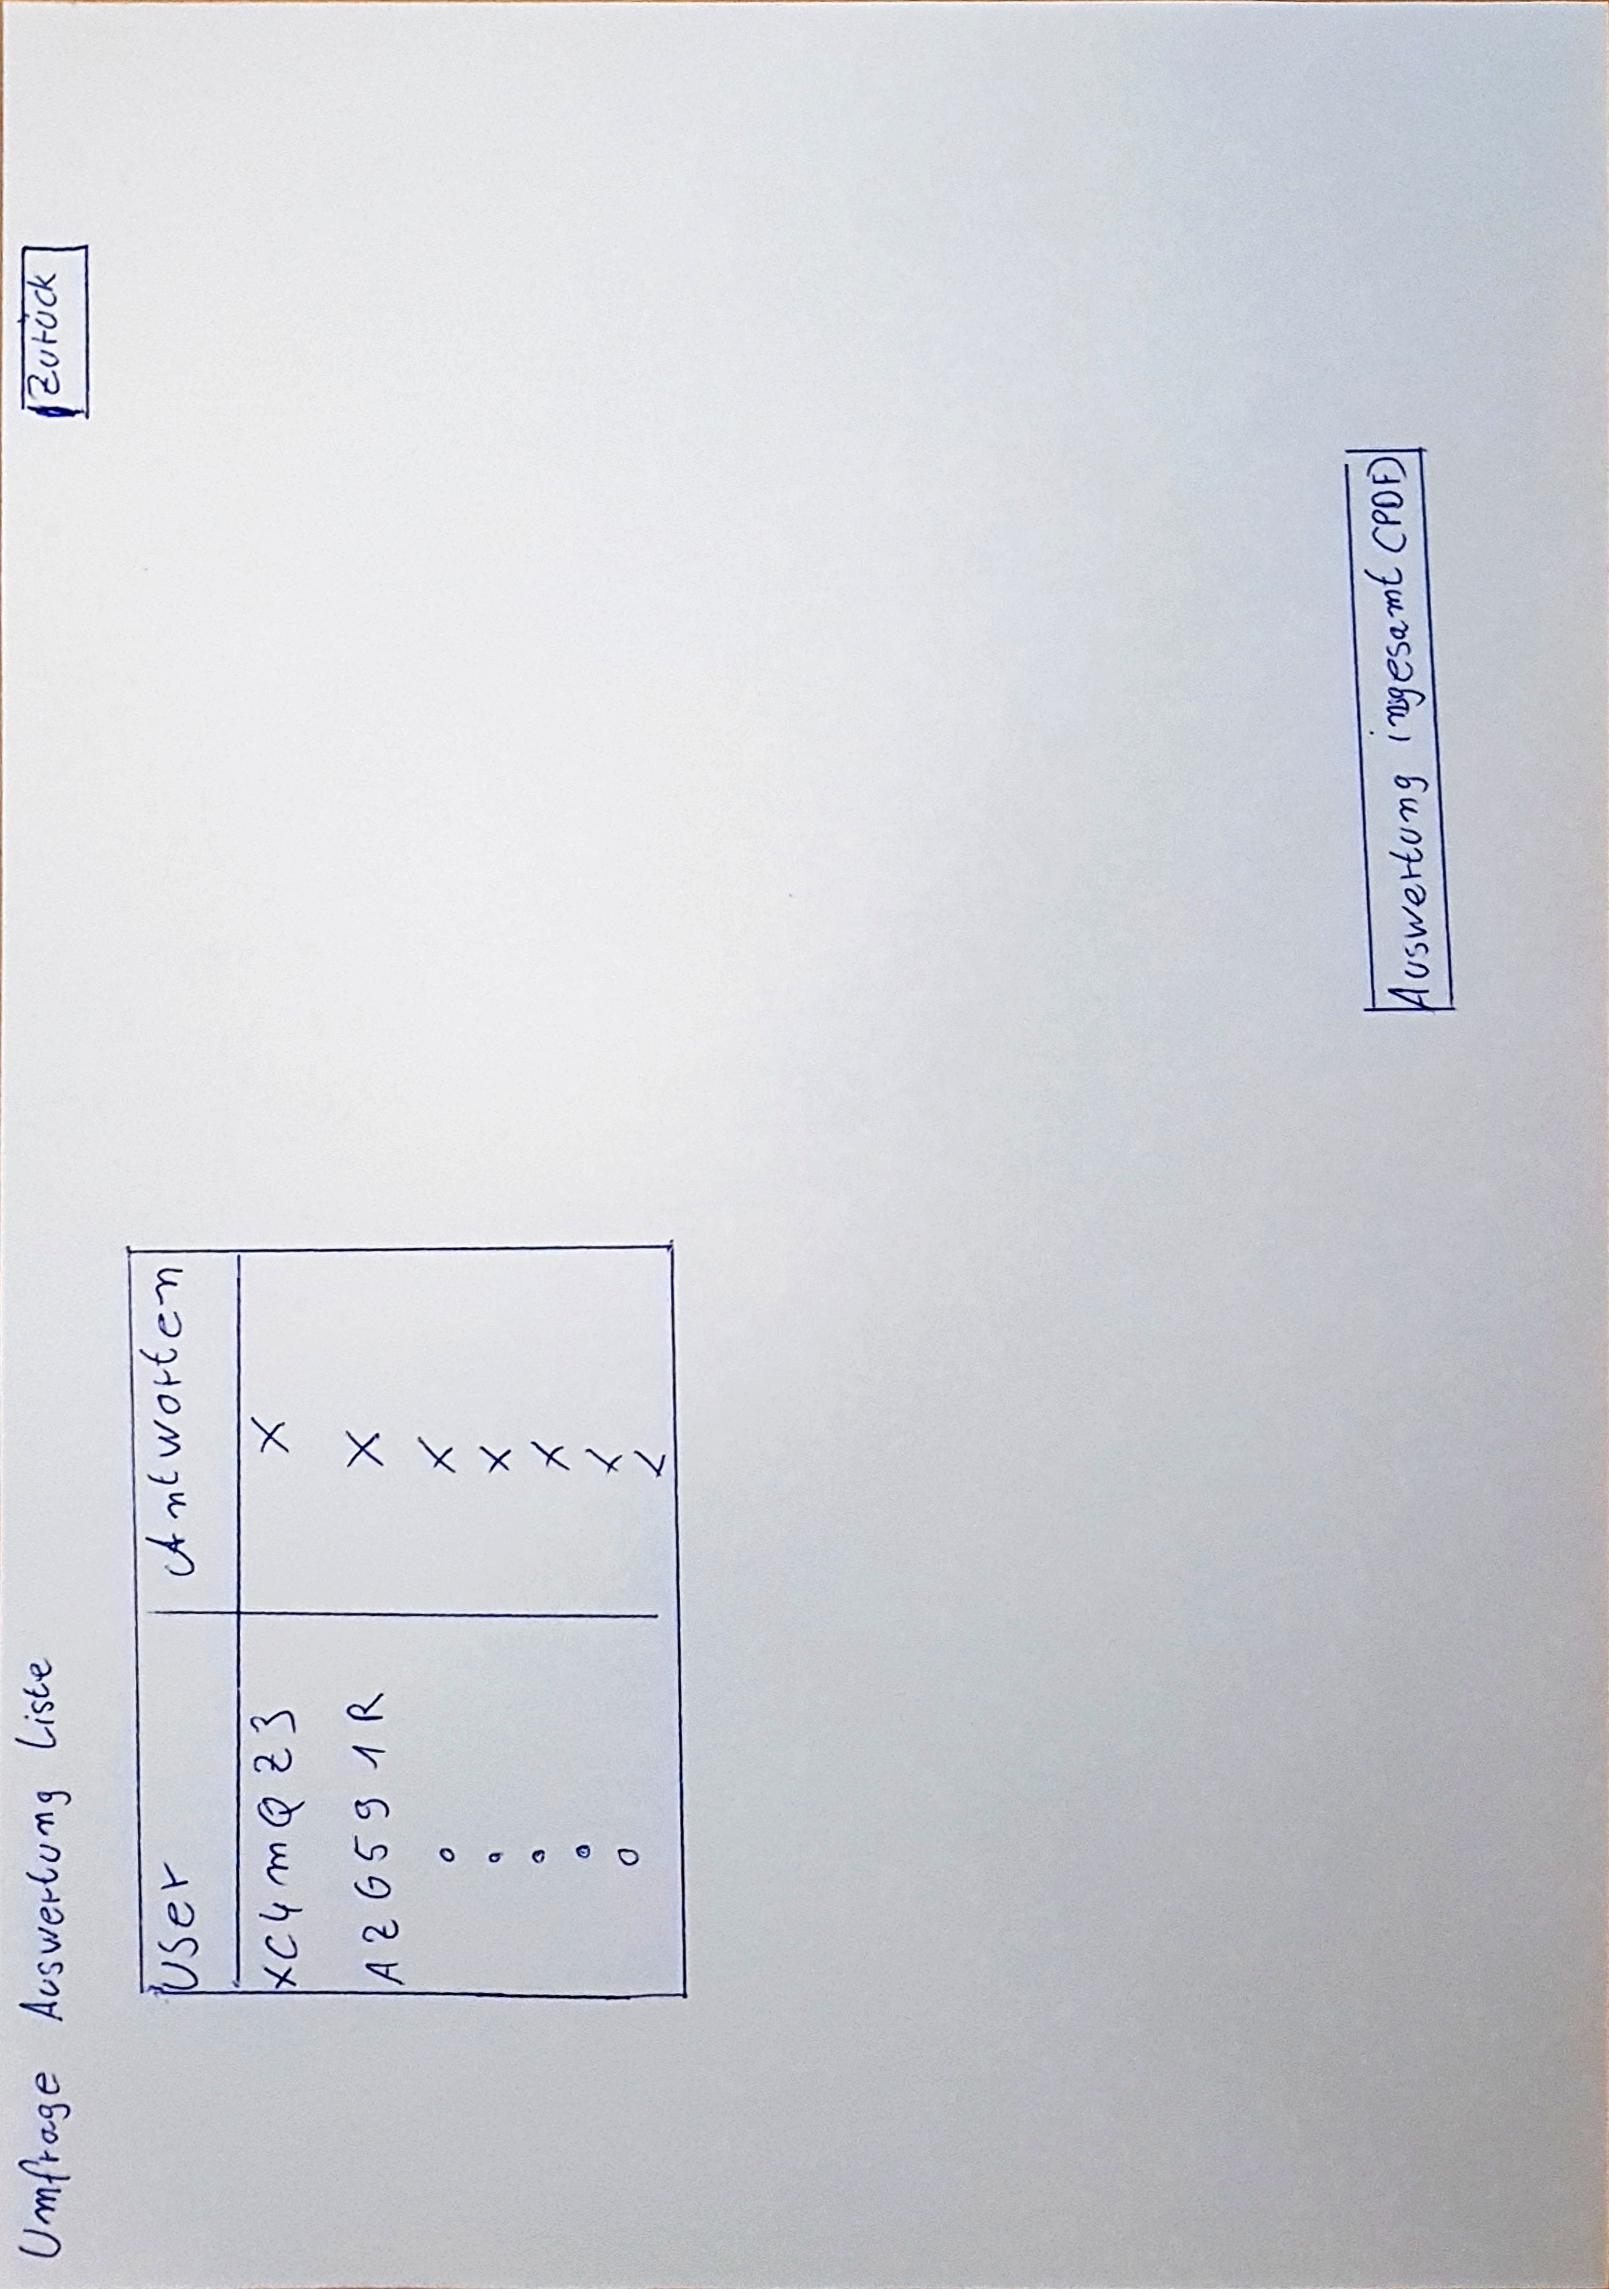 Umfrage Auswertung Liste
Zurück
User Antworten
XC4mQZ3 X
AZG591R X
X
X
X
Auswertung insgesamt (PDF)